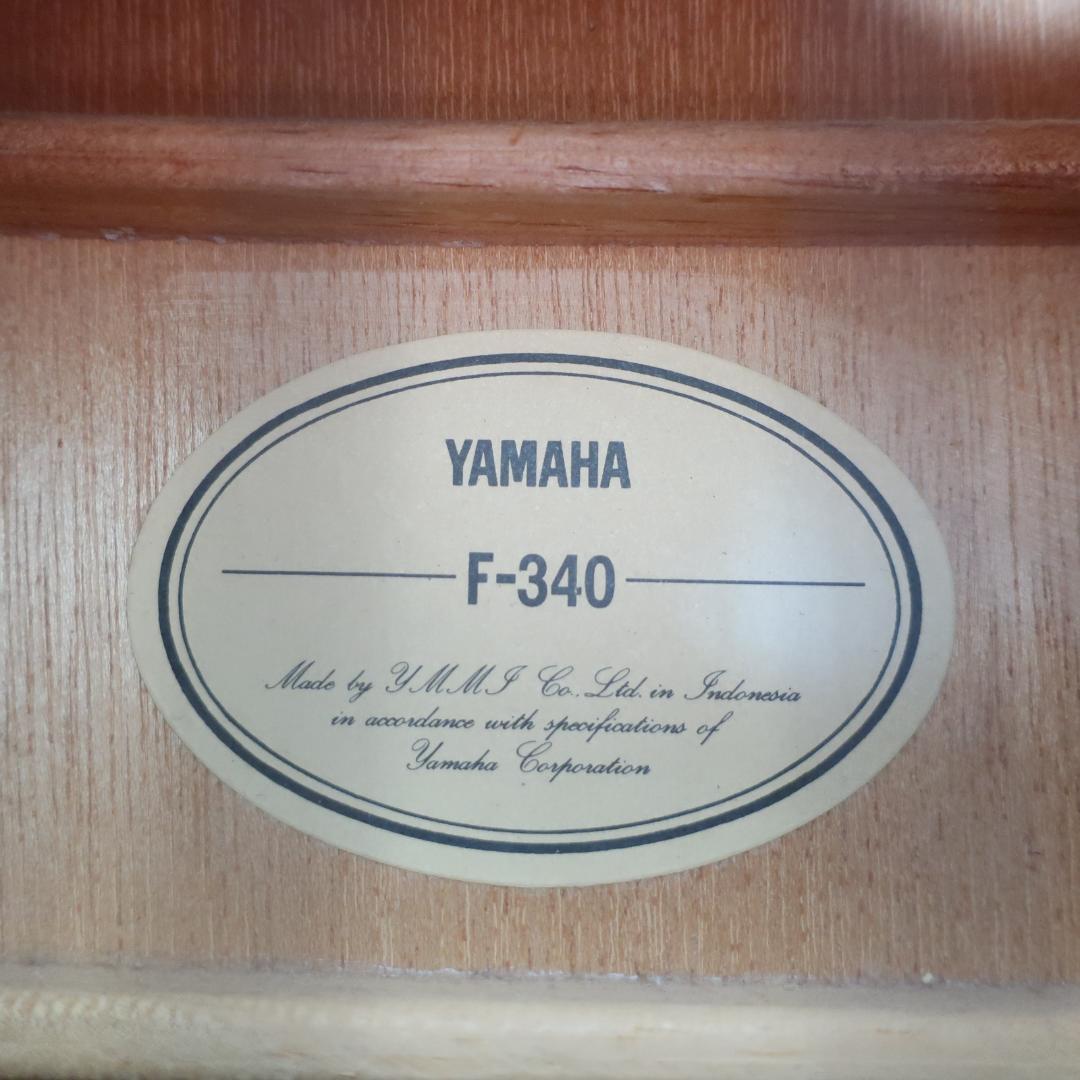 YAMAHA
F-340
Made by YMMI Co., Ltd. in Indonesia
in accordance with specifications of
Yamaha Corporation